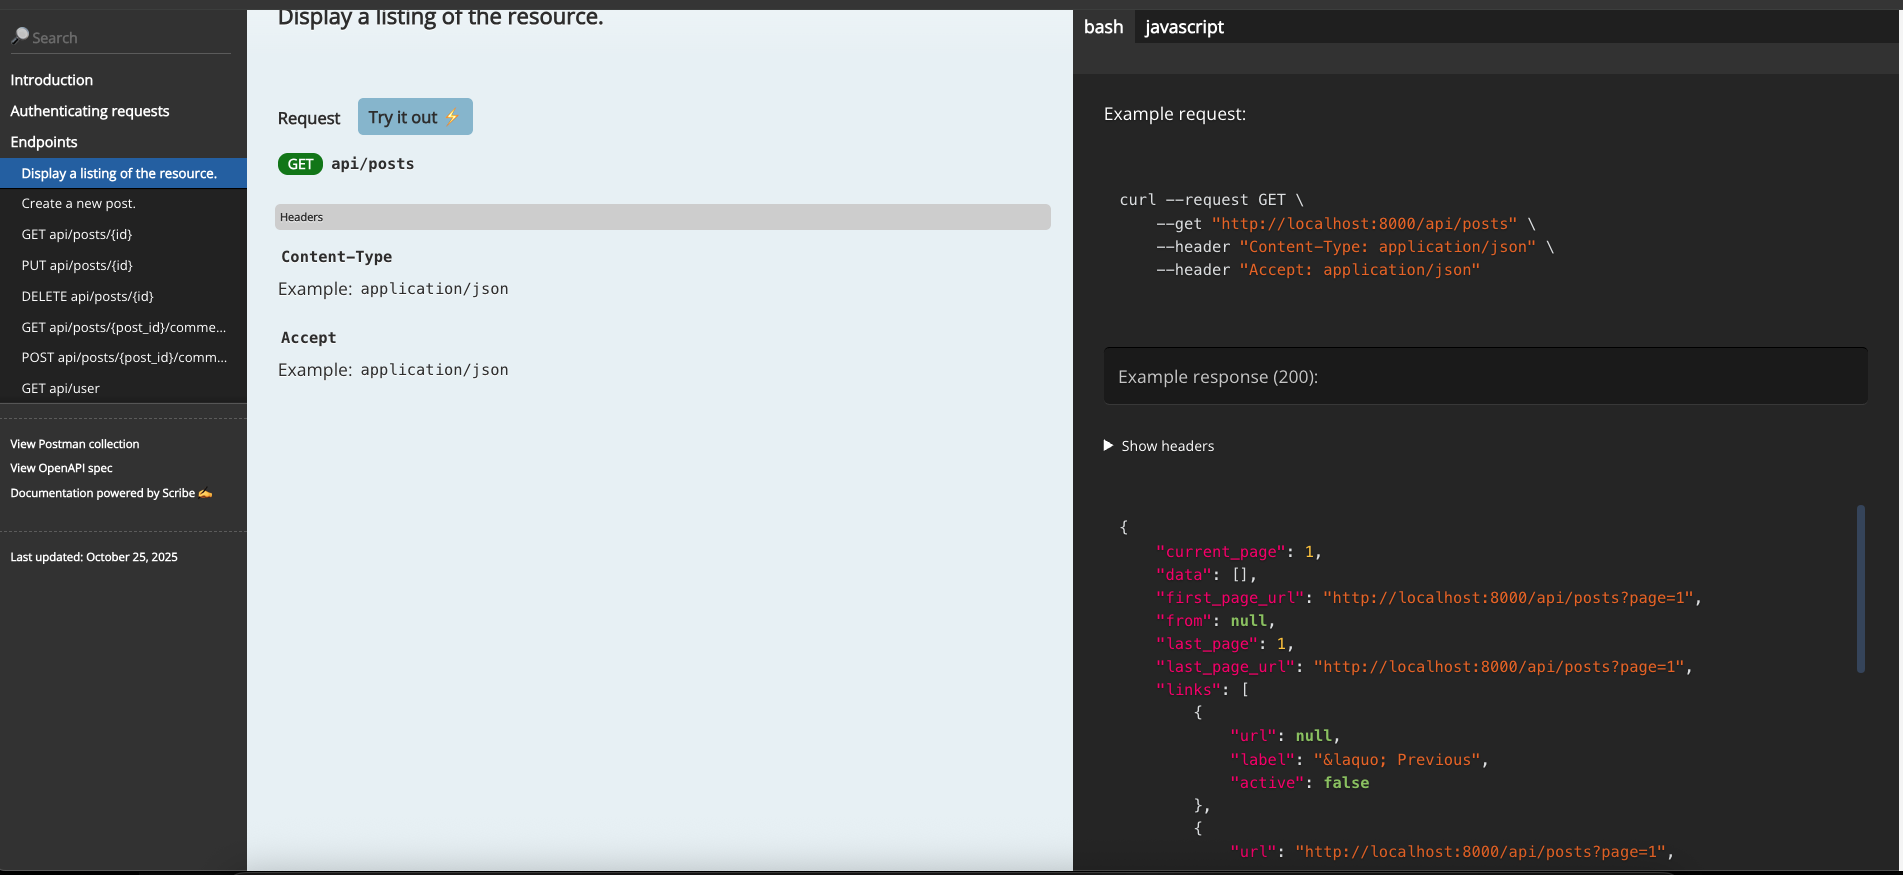 Search
Introduction
Authenticating requests
Endpoints
Display a listing of the resource.
Create a new post.
GET api/posts/{id}
PUT api/posts/{id}
DELETE api/posts/{id}
GET api/posts/{post_id}/comme...
POST api/posts/{post_id}/comm...
GET api/user
View Postman collection
View OpenAPI spec
Documentation powered by Scribe ✍
Last updated: October 25, 2025
Display a listing of the resource.
Request Try it out ⚡
GET api/posts
Headers
Content-Type
Example: application/json
Accept
Example: application/json
bash javascript
Example request:
curl --request GET \
    --get "http://localhost:8000/api/posts" \
    --header "Content-Type: application/json" \
    --header "Accept: application/json"
Example response (200):
Show headers
{
    "current_page": 1,
    "data": [],
    "first_page_url": "http://localhost:8000/api/posts?page=1",
    "from": null,
    "last_page": 1,
    "last_page_url": "http://localhost:8000/api/posts?page=1",
    "links": [
        {
            "url": null,
            "label": "&laquo; Previous",
            "active": false
        },
        {
            "url": "http://localhost:8000/api/posts?page=1",